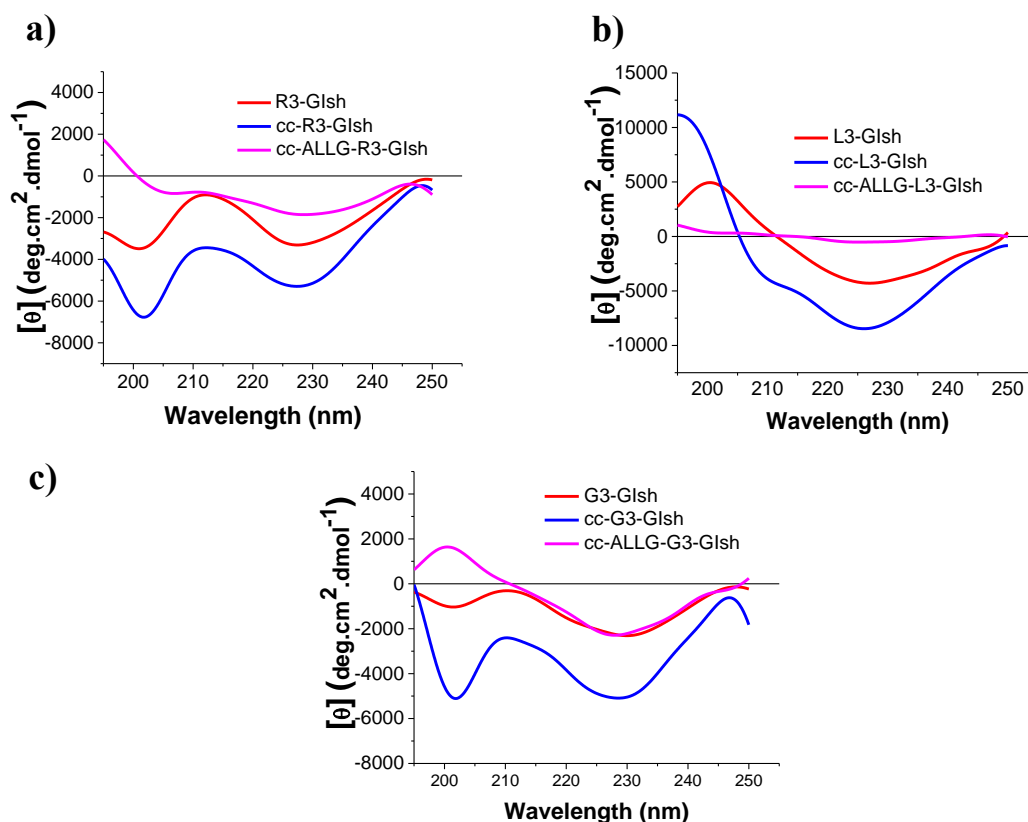 a)
4000
2000
0
-2000
-4000
-6000
-8000
[θ] (deg.cm².dmol⁻¹)
R3-GIsh
cc-R3-GIsh
cc-ALLG-R3-GIsh
200 210 220 230 240 250
Wavelength (nm)
b)
15000
10000
5000
0
-5000
-10000
[θ] (deg.cm².dmol⁻¹)
L3-GIsh
cc-L3-GIsh
cc-ALLG-L3-GIsh
200 210 220 230 240 250
Wavelength (nm)
c)
4000
2000
0
-2000
-4000
-6000
-8000
[θ] (deg.cm².dmol⁻¹)
G3-GIsh
cc-G3-GIsh
cc-ALLG-G3-GIsh
200 210 220 230 240 250
Wavelength (nm)